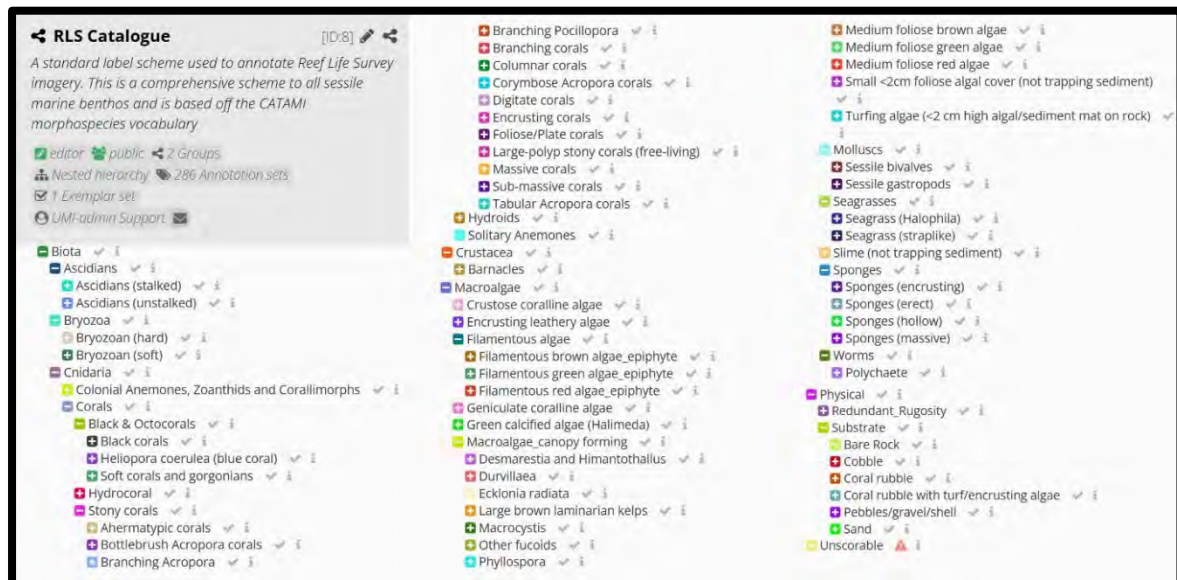 RLS Catalogue [ID:8]
A standard label scheme used to annotate Reef Life Survey
imagery. This is a comprehensive scheme to all sessile
marine benthos and is based off the CATAMI
morphospecies vocabulary
editor public 2 Groups
Nested hierarchy 286 Annotation sets
1 Exemplar set
UMI-admin Support
Biota
Ascidians
Ascidians (stalked)
Ascidians (unstalked)
Bryozoa
Bryozoan (hard)
Bryozoan (soft)
Cnidaria
Colonial Anemones, Zoanthids and Corallimorphs
Corals
Black & Octocorals
Black corals
Heliopora coerulea (blue coral)
Soft corals and gorgonians
Hydrocoral
Stony corals
Ahermatypic corals
Bottlebrush Acropora corals
Branching Acropora
Branching Pocillopora
Branching corals
Columnar corals
Corymbose Acropora corals
Digitate corals
Encrusting corals
Foliose/Plate corals
Large-polyp stony corals (free-living)
Massive corals
Sub-massive corals
Tabular Acropora corals
Hydroids
Solitary Anemones
Crustacea
Barnacles
Macroalgae
Crustose coralline algae
Encrusting leathery algae
Filamentous algae
Filamentous brown algae_epiphyte
Filamentous green algae_epiphyte
Filamentous red algae_epiphyte
Geniculate coralline algae
Green calcified algae (Halimeda)
Macroalgae_canopy forming
Desmarestia and Himantothallus
Durvillaea
Ecklonia radiata
Large brown laminarian kelps
Macrocystis
Other fucoids
Phyllospora
Medium foliose brown algae
Medium foliose green algae
Medium foliose red algae
Small <2cm foliose algal cover (not trapping sediment)
Turfing algae (<2 cm high algal/sediment mat on rock)
Molluscs
Sessile bivalves
Sessile gastropods
Seagrasses
Seagrass (Halophila)
Seagrass (straplike)
Slime (not trapping sediment)
Sponges
Sponges (encrusting)
Sponges (erect)
Sponges (hollow)
Sponges (massive)
Worms
Polychaete
Physical
Redundant_Rugosity
Substrate
Bare Rock
Cobble
Coral rubble
Coral rubble with turf/encrusting algae
Pebbles/gravel/shell
Sand
Unscorable